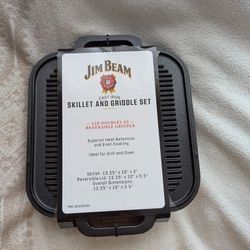 JIM BEAM
CAST IRON
SKILLET AND GRIDDLE SET
LID DOUBLES AS
REVERSIBLE GRIDDLE
Superior Heat Retention
and Even Cooking
Ideal for Grill and Oven
Skillet: 12.25" x 10" x 2"
Reversible Lid: 12.25" x 10" x 0.5"
Overall Dimensions:
12.25" x 10" x 2.5"